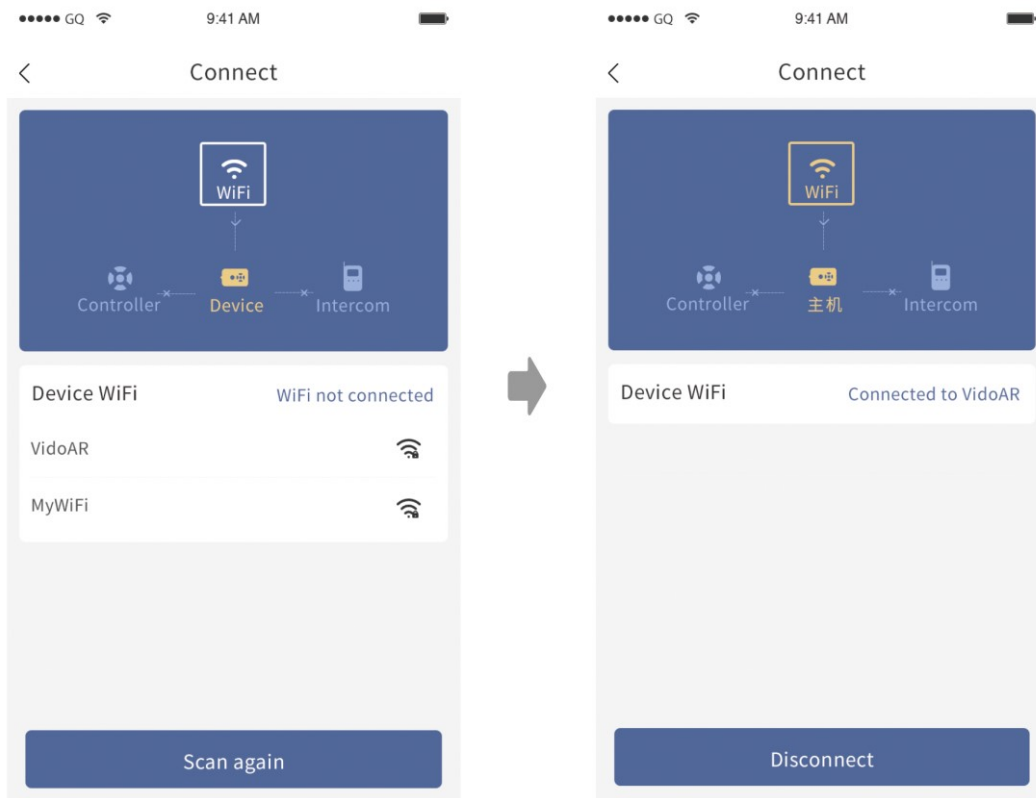 GQ 9:41 AM
Connect
WiFi
Controller Device Intercom
Device WiFi WiFi not connected
VidoAR
MyWiFi
Scan again
GQ 9:41 AM
Connect
WiFi
Controller 主机 Intercom
Device WiFi Connected to VidoAR
Disconnect